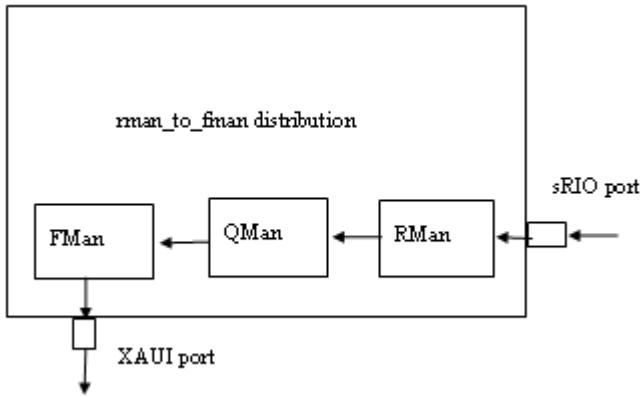 rman_to_fman distribution
sRIO port
FMan
QMan
RMan
XAUI port